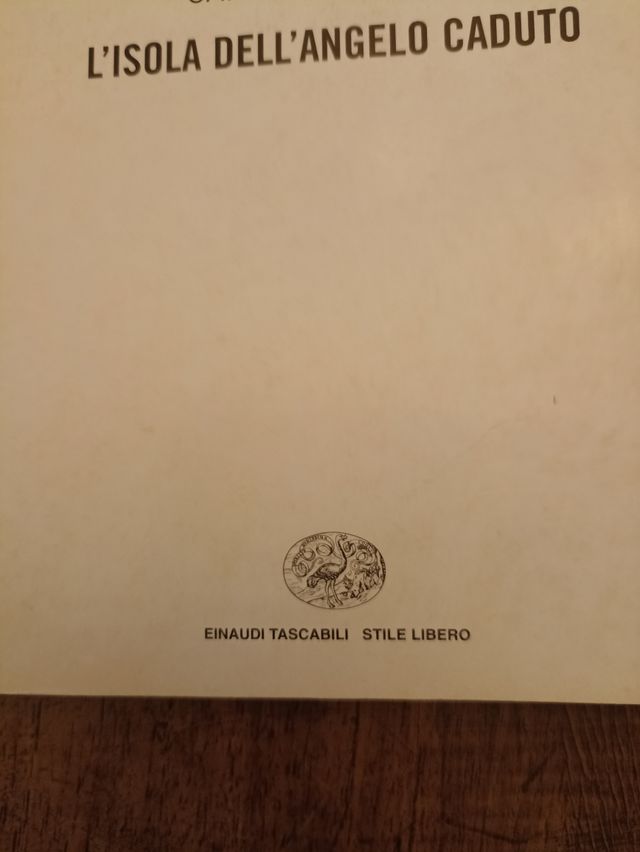 L'ISOLA DELL'ANGELO CADUTO
EINAUDI TASCABILI STILE LIBERO